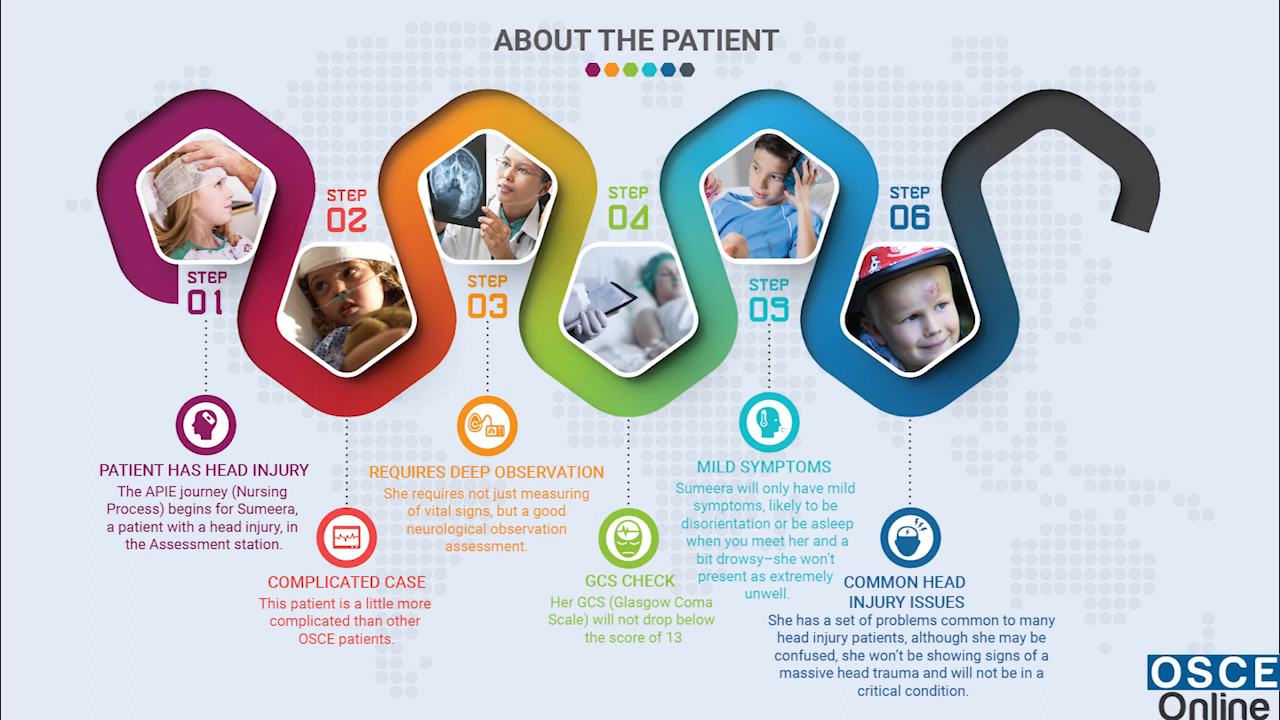 ABOUT THE PATIENT
STEP
01
PATIENT HAS HEAD INJURY
The APIE journey (Nursing
Process) begins for Sumeera,
a patient with a head injury, in
the Assessment station.
STEP
02
COMPLICATED CASE
This patient is a little more
complicated than other
OSCE patients.
STEP
03
REQUIRES DEEP OBSERVATION
She requires not just measuring
of vital signs, but a good
neurological observation
assessment.
STEP
04
GCS CHECK
Her GCS (Glasgow Coma
Scale) will not drop below
the score of 13
STEP
05
MILD SYMPTOMS
Sumeera will only have mild
symptoms, likely to be
disorientation or be asleep
when you meet her and a
bit drowsy–she won't
present as extremely
unwell.
STEP
06
COMMON HEAD
INJURY ISSUES
She has a set of problems common to many
head injury patients, although she may be
confused, she won't be showing signs of a
massive head trauma and will not be in a
critical condition.
OSCE
Online